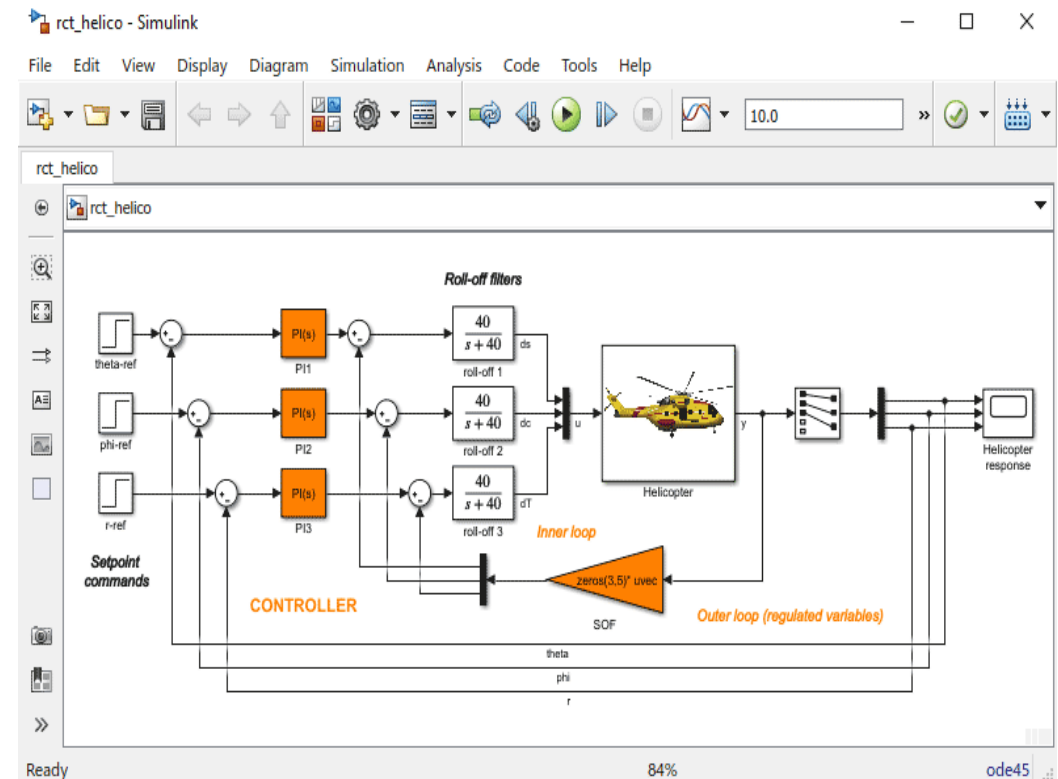 rct_helico - Simulink
File Edit View Display Diagram Simulation Analysis Code Tools Help
10.0
rct_helico
rct_helico
Roll-off filters
theta-ref
PI(s)
PI1
40
s + 40
ds
roll-off 1
phi-ref
PI(s)
PI2
40
s + 40
dc
roll-off 2
r-ref
PI(s)
PI3
40
s + 40
dT
roll-off 3
u
Helicopter
y
Helicopter
response
Setpoint
commands
CONTROLLER
Inner loop
zeros(3,5)* uvec
SOF
Outer loop (regulated variables)
theta
phi
r
Ready 84% ode45